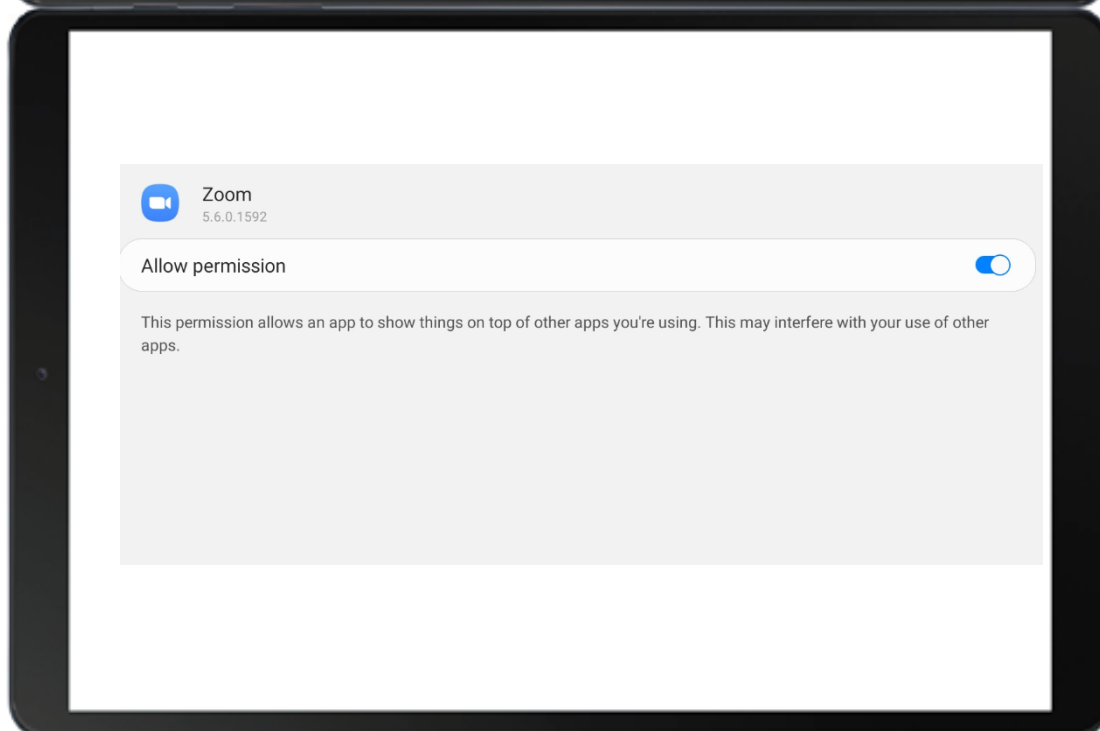 Zoom
5.6.0.1592
Allow permission
This permission allows an app to show things on top of other apps you're using. This may interfere with your use of other
apps.